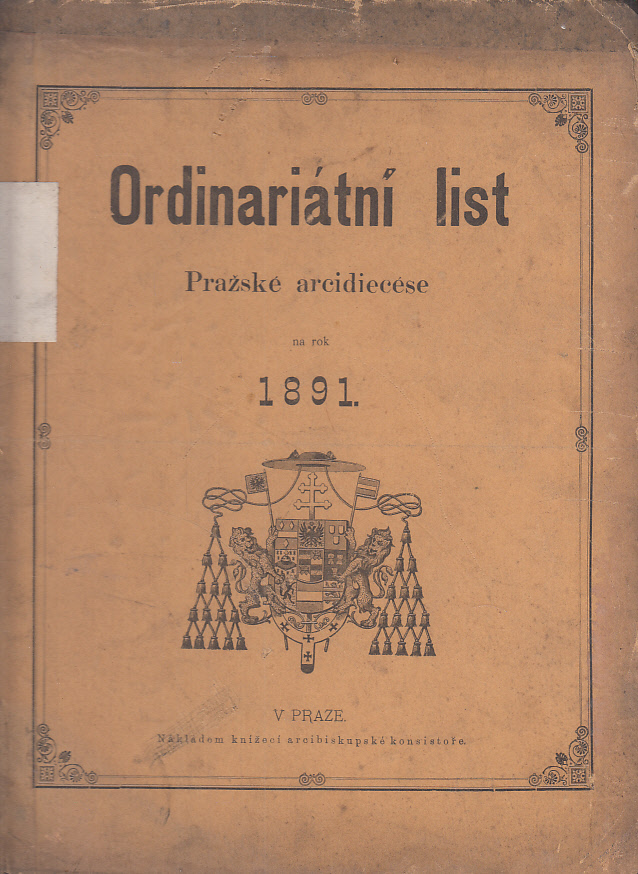 Ordinariátní list
Pražské arcidiecése
na rok
1891.
V PRAZE.
Nákladem knížecí arcibiskupské konsistoře.